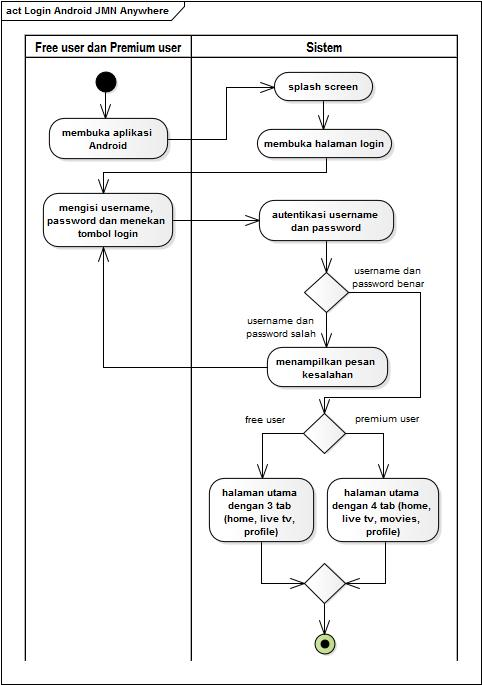 act Login Android JMN Anywhere
Free user dan Premium user
Sistem
splash screen
membuka aplikasi
Android
membuka halaman login
mengisi username,
password dan menekan
tombol login
autentikasi username
dan password
username dan
password benar
username dan
password salah
menampilkan pesan
kesalahan
free user
premium user
halaman utama
dengan 3 tab
(home, live tv,
profile)
halaman utama
dengan 4 tab (home,
live tv, movies,
profile)